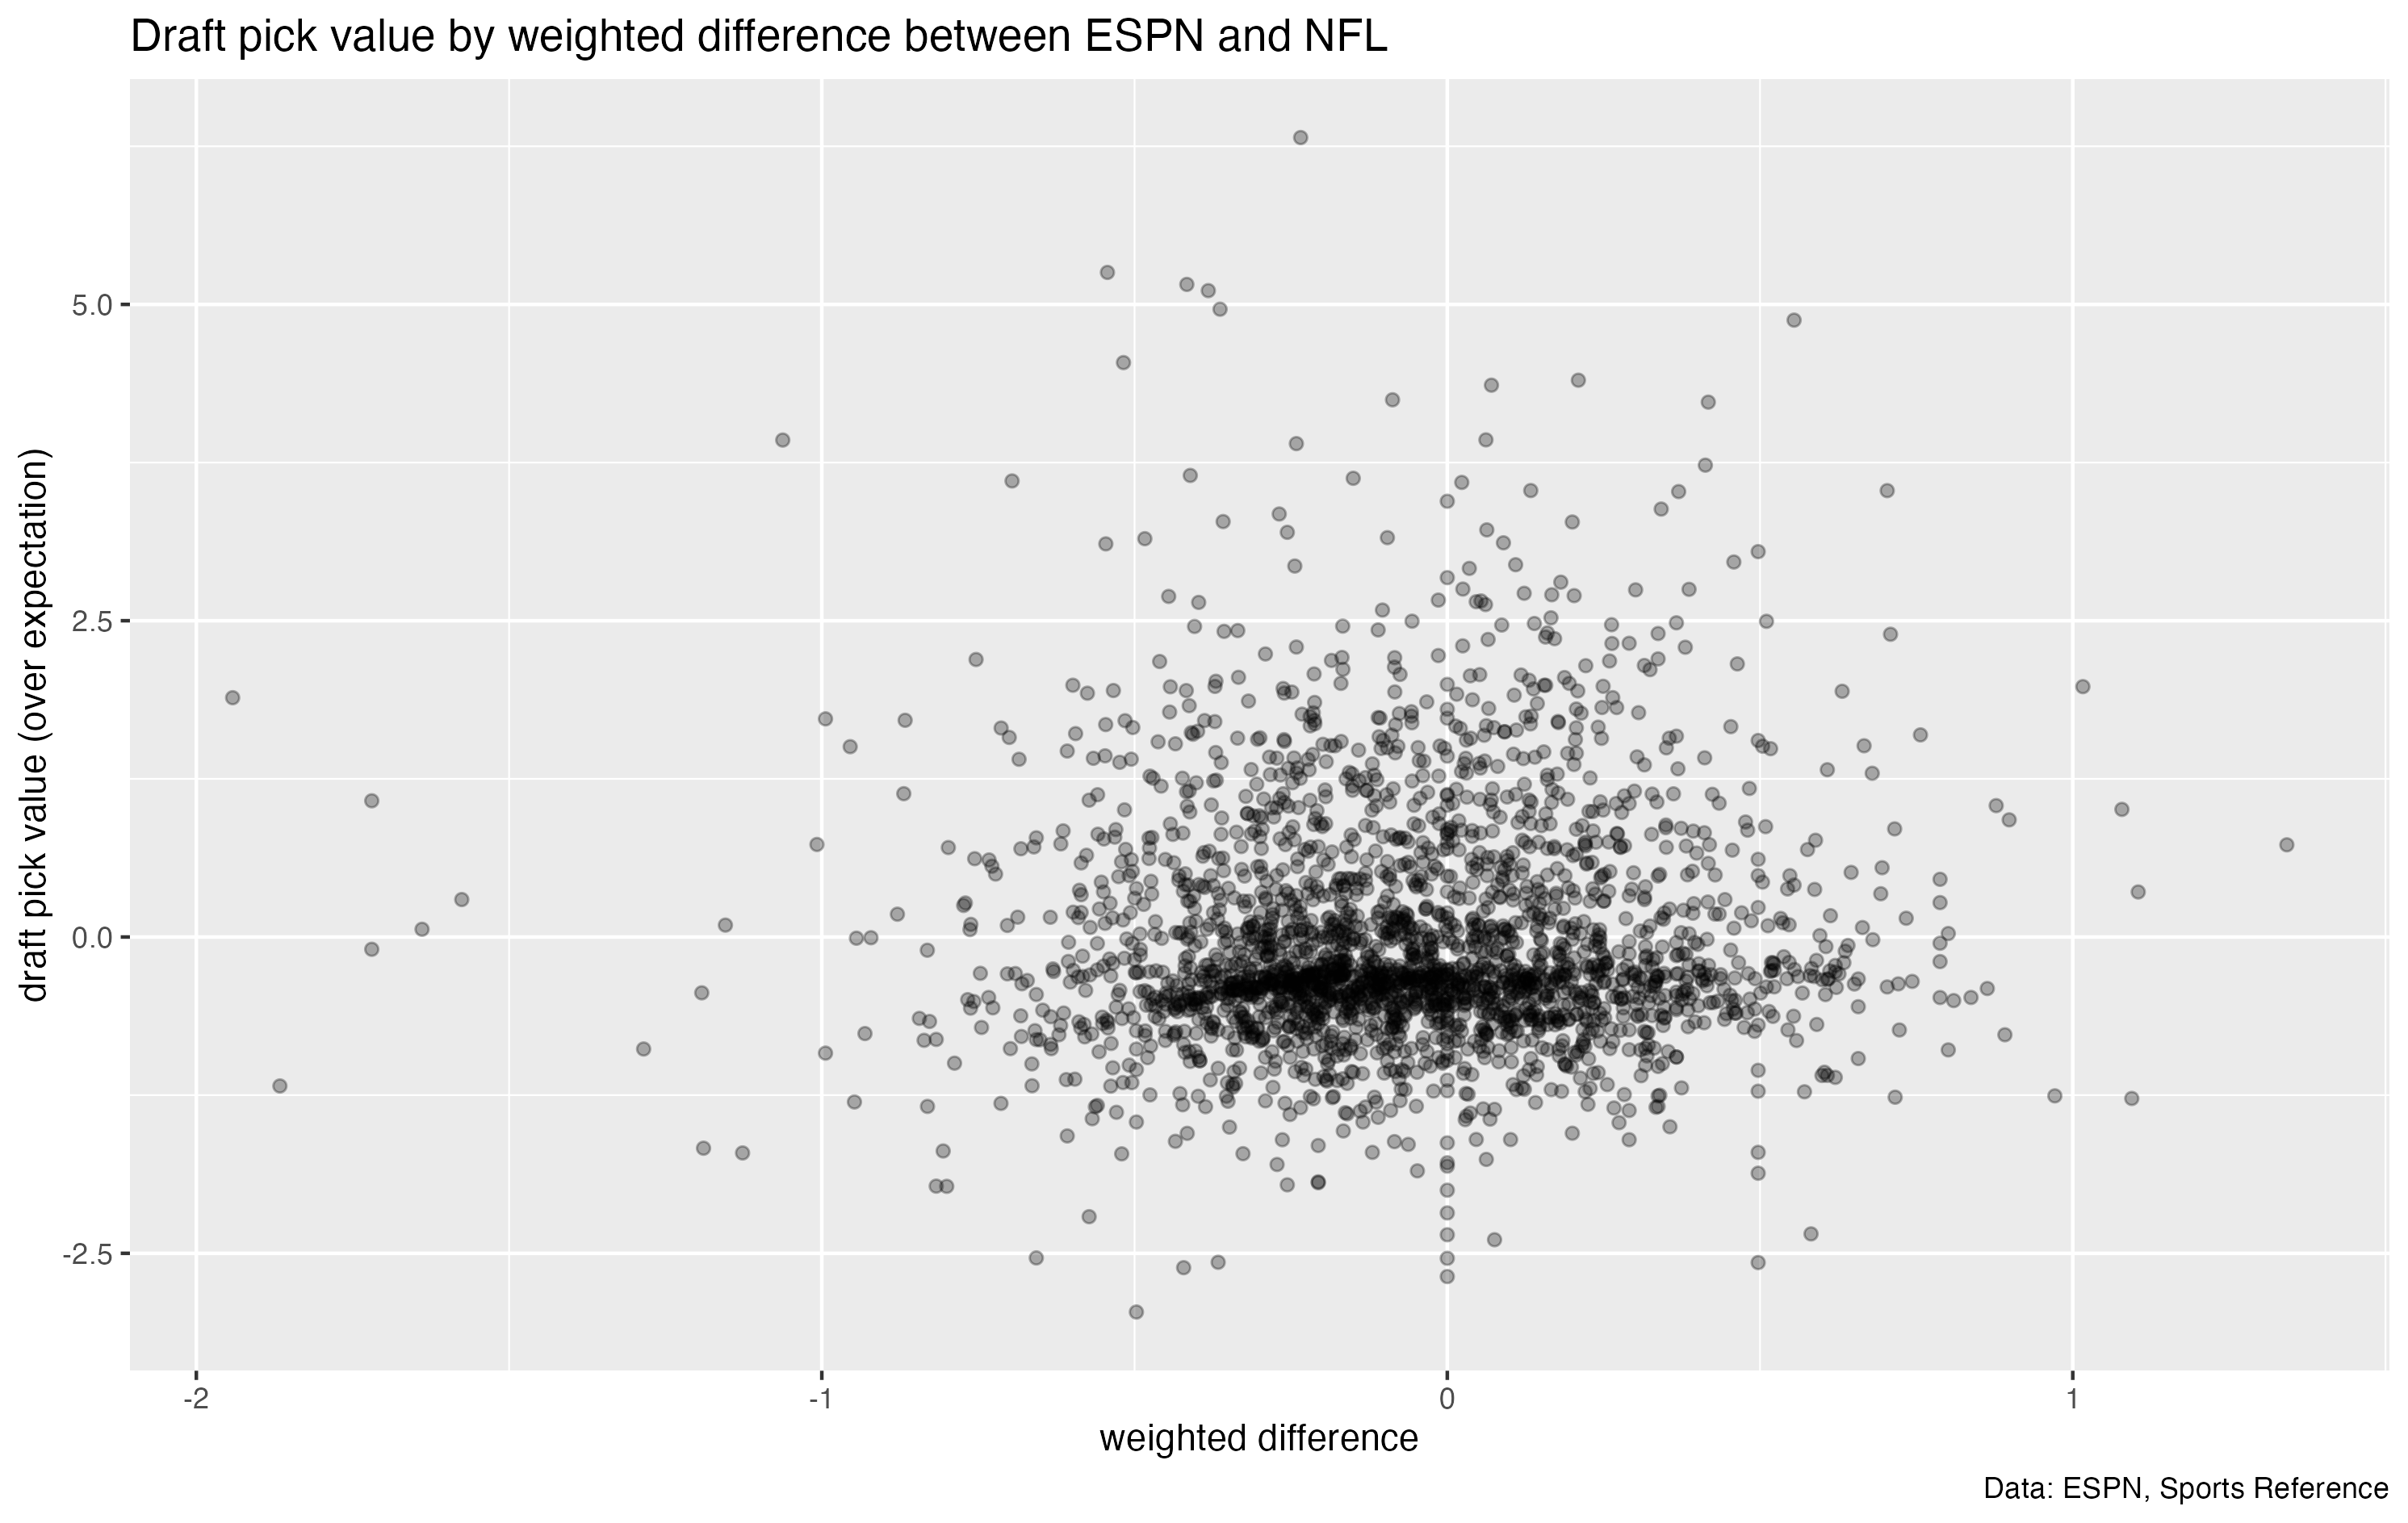 Draft pick value by weighted difference between ESPN and NFL
draft pick value (over expectation)
5.0
2.5
0.0
-2.5
-2
-1
0
1
weighted difference
Data: ESPN, Sports Reference